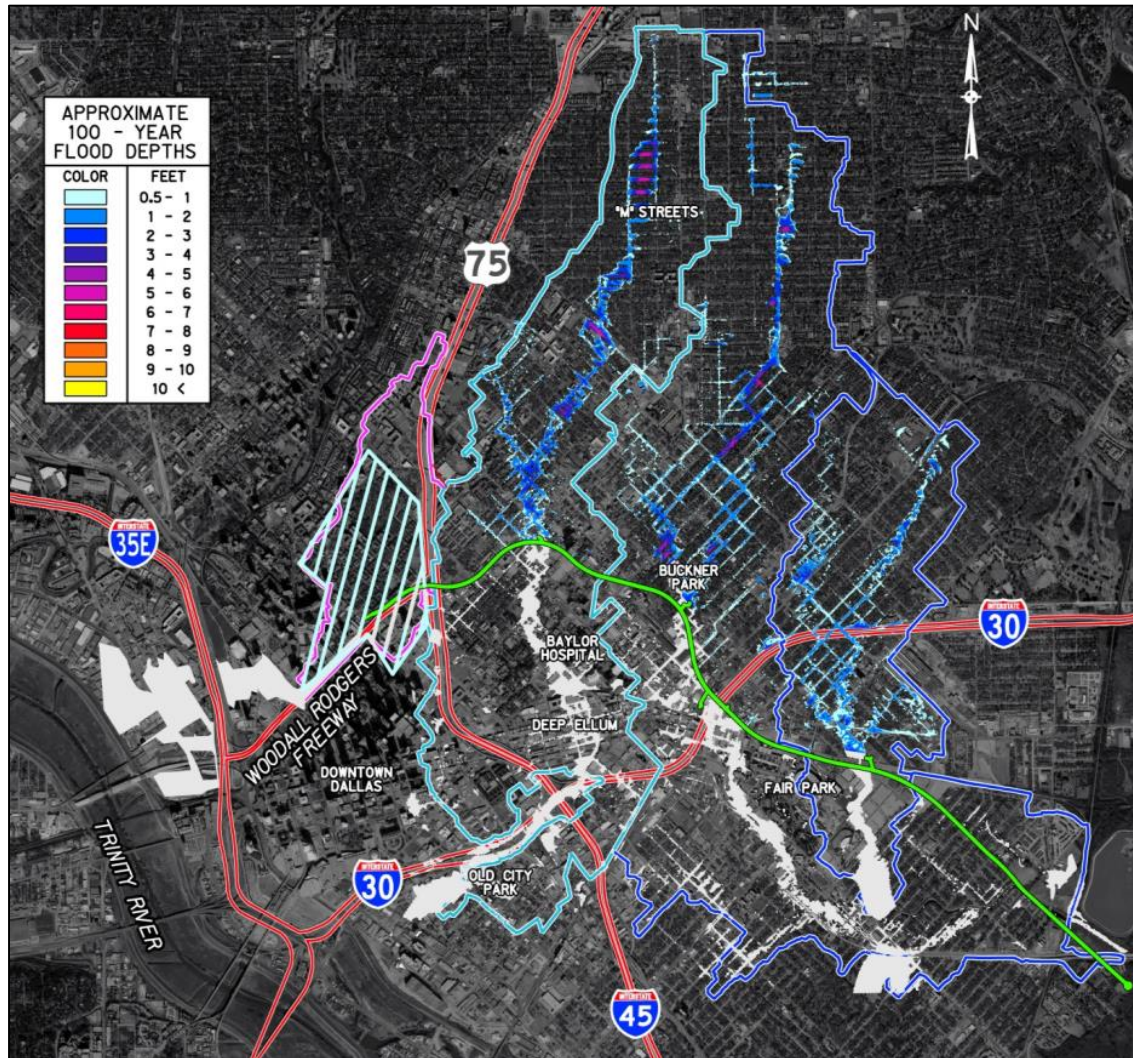 APPROXIMATE
100 - YEAR
FLOOD DEPTHS
COLOR FEET
0.5 - 1
1 - 2
2 - 3
3 - 4
4 - 5
5 - 6
6 - 7
7 - 8
8 - 9
9 - 10
10 <
N
"M" STREETS
75
INTERSTATE
35E
BUCKNER
PARK
INTERSTATE
30
BAYLOR
HOSPITAL
WOODALL RODGERS
FREEWAY
DEEP ELLUM
DOWNTOWN
DALLAS
FAIR PARK
TRINITY RIVER
INTERSTATE
30
OLD CITY
PARK
INTERSTATE
45